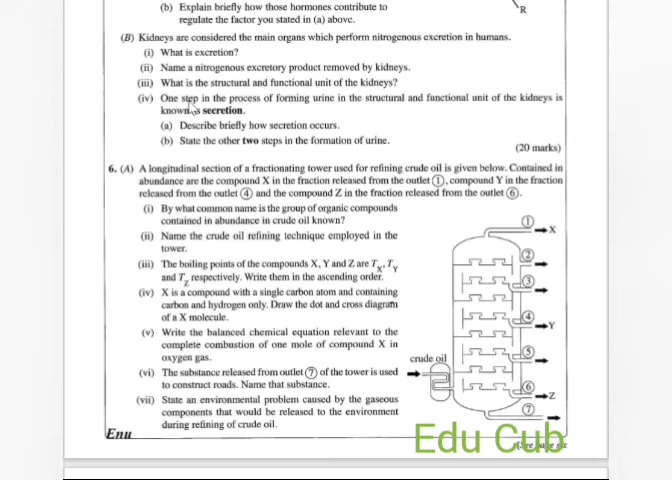 (b) Explain briefly how those hormones contribute to
regulate the factor you stated in (a) above.
R
(B) Kidneys are considered the main organs which perform nitrogenous excretion in humans.
(i) What is excretion?
(ii) Name a nitrogenous excretory product removed by kidneys.
(iii) What is the structural and functional unit of the kidneys?
(iv) One step in the process of forming urine in the structural and functional unit of the kidneys is
known as secretion.
(a) Describe briefly how secretion occurs.
(b) State the other two steps in the formation of urine.
(20 marks)
6. (A) A longitudinal section of a fractionating tower used for refining crude oil is given below. Contained in
abundance are the compound X in the fraction released from the outlet ①, compound Y in the fraction
released from the outlet ④ and the compound Z in the fraction released from the outlet ⑥.
(i) By what common name is the group of organic compounds
contained in abundance in crude oil known?
(ii) Name the crude oil refining technique employed in the
tower.
(iii) The boiling points of the compounds X, Y and Z are TX, TY
and TZ respectively. Write them in the ascending order.
(iv) X is a compound with a single carbon atom and containing
carbon and hydrogen only. Draw the dot and cross diagram
of a X molecule.
(v) Write the balanced chemical equation relevant to the
complete combustion of one mole of compound X in
oxygen gas.
(vi) The substance released from outlet ⑦ of the tower is used
to construct roads. Name that substance.
(vii) State an environmental problem caused by the gaseous
components that would be released to the environment
during refining of crude oil.
①
X
②
③
④
Y
⑤
crude oil
⑥
Z
⑦
Enu
Edu Cub